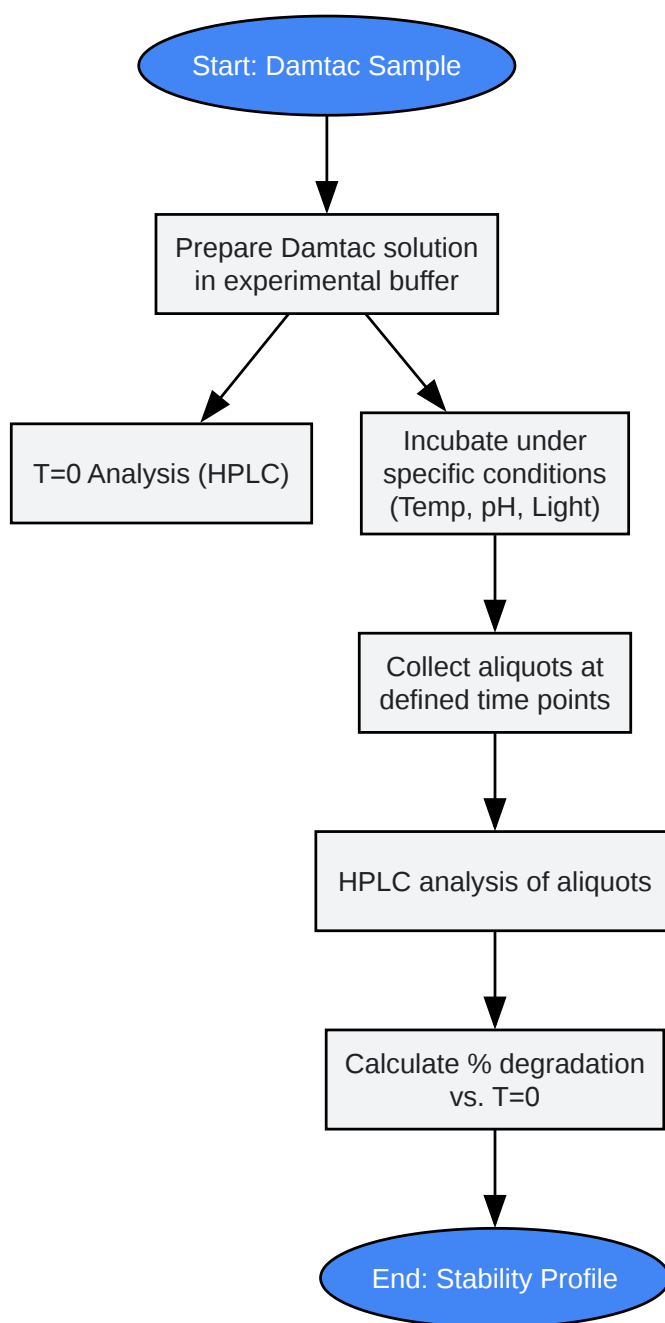 Start: Damtac Sample
Prepare Damtac solution
in experimental buffer
T=0 Analysis (HPLC)
Incubate under
specific conditions
(Temp, pH, Light)
Collect aliquots at
defined time points
HPLC analysis of aliquots
Calculate % degradation
vs. T=0
End: Stability Profile